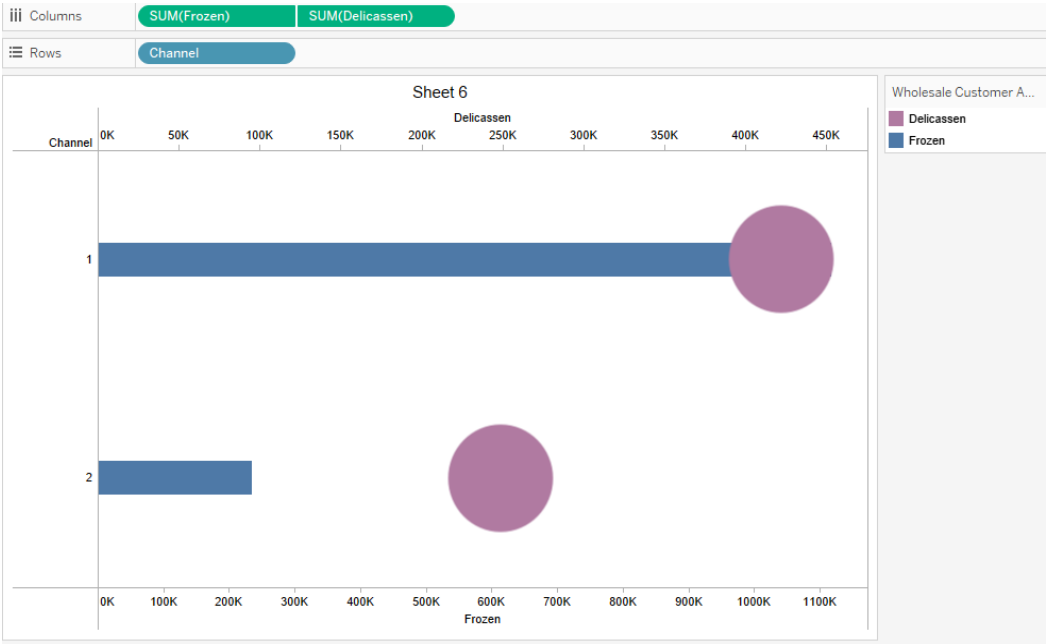 Columns SUM(Frozen) SUM(Delicassen)
Rows Channel
Sheet 6
Wholesale Customer A...
Delicassen
Frozen
Delicassen
Channel 0K 50K 100K 150K 200K 250K 300K 350K 400K 450K
1
2
0K 100K 200K 300K 400K 500K 600K 700K 800K 900K 1000K 1100K
Frozen